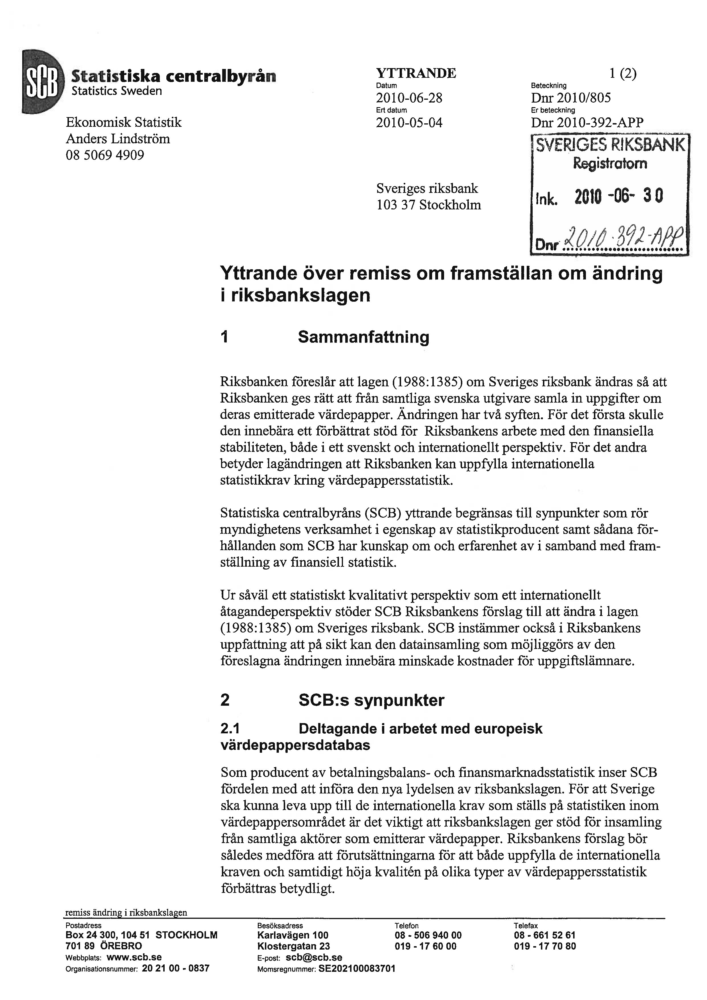 SCB
Statistiska centralbyrån
Statistics Sweden
Ekonomisk Statistik
Anders Lindström
08 5069 4909
YTTRANDE
1 (2)
Datum
Beteckning
2010-06-28
Dnr 2010/805
Ert datum
Er beteckning
2010-05-04
Dnr 2010-392-APP
SVERIGES RIKSBANK
Registratorn
Ink. 2010 -06- 30
Dnr 2010-392-APP
Sveriges riksbank
103 37 Stockholm
Yttrande över remiss om framställan om ändring
i riksbankslagen
1 Sammanfattning
Riksbanken föreslår att lagen (1988:1385) om Sveriges riksbank ändras så att
Riksbanken ges rätt att från samtliga svenska utgivare samla in uppgifter om
deras emitterade värdepapper. Ändringen har två syften. För det första skulle
den innebära ett förbättrat stöd för Riksbankens arbete med den finansiella
stabiliteten, både i ett svenskt och internationellt perspektiv. För det andra
betyder lagändringen att Riksbanken kan uppfylla internationella
statistikkrav kring värdepappersstatistik.
Statistiska centralbyråns (SCB) yttrande begränsas till synpunkter som rör
myndighetens verksamhet i egenskap av statistikproducent samt sådana för-
hållanden som SCB har kunskap om och erfarenhet av i samband med fram-
ställning av finansiell statistik.
Ur såväl ett statistiskt kvalitativt perspektiv som ett internationellt
åtagandeperspektiv stöder SCB Riksbankens förslag till att ändra i lagen
(1988:1385) om Sveriges riksbank. SCB instämmer också i Riksbankens
uppfattning att på sikt kan den datainsamling som möjliggörs av den
föreslagna ändringen innebära minskade kostnader för uppgiftslämnare.
2 SCB:s synpunkter
2.1 Deltagande i arbetet med europeisk
värdepappersdatabas
Som producent av betalningsbalans- och finansmarknadsstatistik inser SCB
fördelen med att införa den nya lydelsen av riksbankslagen. För att Sverige
ska kunna leva upp till de internationella krav som ställs på statistiken inom
värdepappersområdet är det viktigt att riksbankslagen ger stöd för insamling
från samtliga aktörer som emitterar värdepapper. Riksbankens förslag bör
således medföra att förutsättningarna för att både uppfylla de internationella
kraven och samtidigt höja kvalitén på olika typer av värdepappersstatistik
förbättras betydligt.
remiss ändring i riksbankslagen
Postadress Besöksadress Telefon Telefax
Box 24 300, 104 51 STOCKHOLM Karlavägen 100 08 - 506 940 00 08 - 661 52 61
701 89 ÖREBRO Klostergatan 23 019 - 17 60 00 019 - 17 70 80
Webbplats: www.scb.se E-post: scb@scb.se
Organisationsnummer: 20 21 00 - 0837 Momsregnummer: SE202100083701